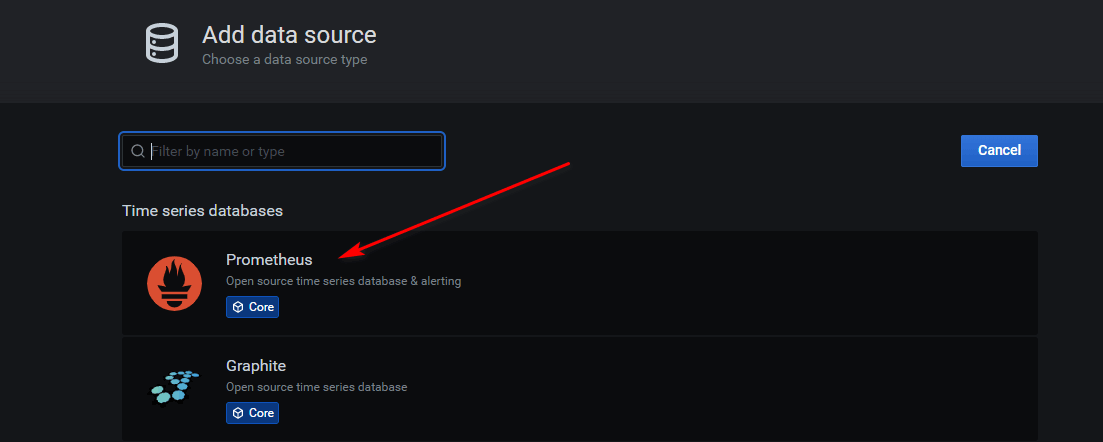 Add data source
Choose a data source type
Filter by name or type
Cancel
Time series databases
Prometheus
Open source time series database & alerting
Core
Graphite
Open source time series database
Core